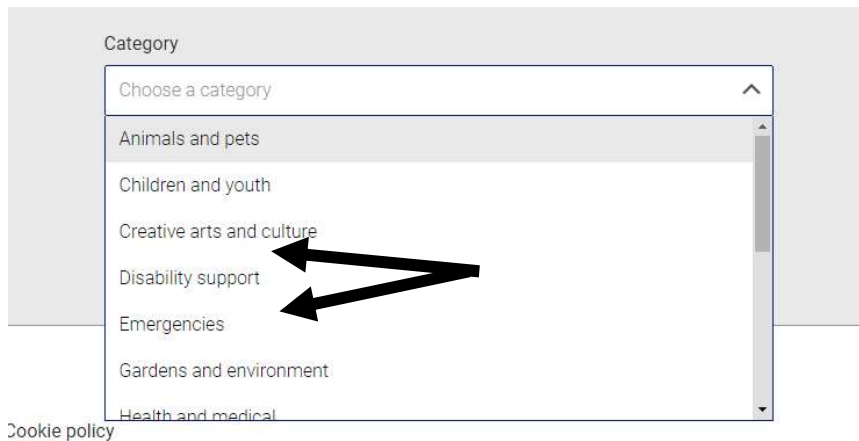 Category
Choose a category
Animals and pets
Children and youth
Creative arts and culture
Disability support
Emergencies
Gardens and environment
Health and medical
Cookie policy